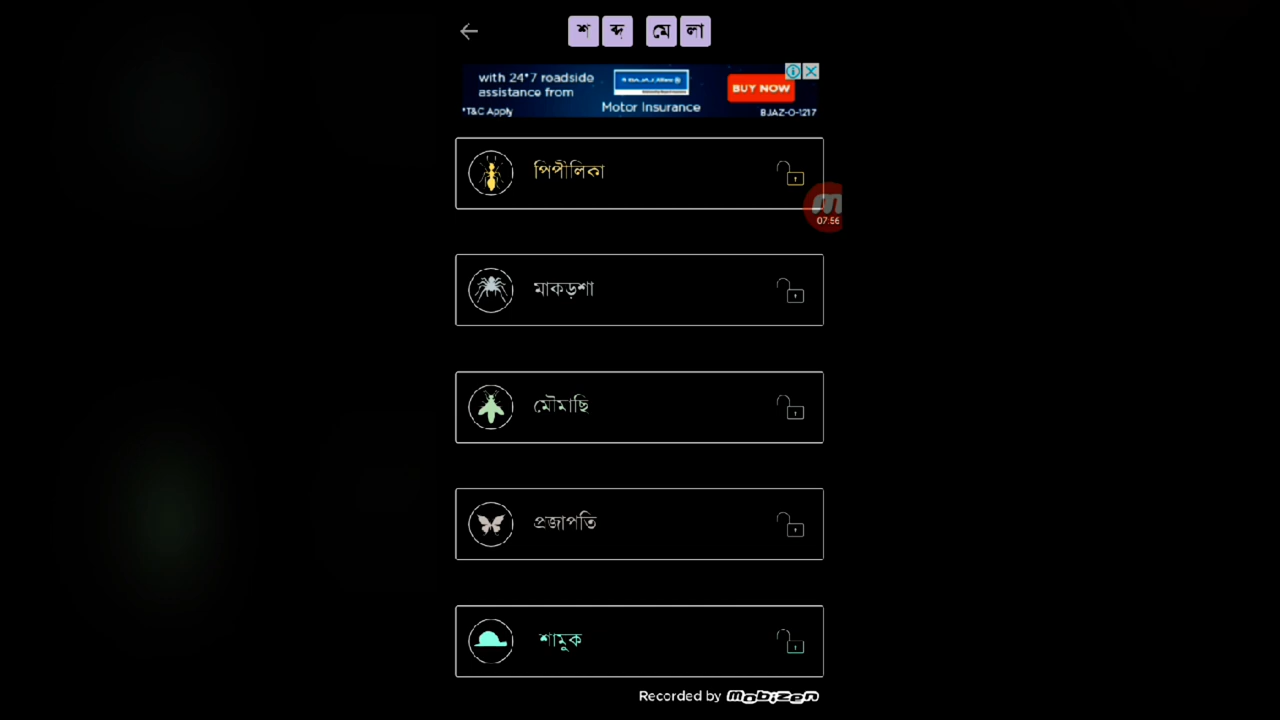 শ ব্দ মে লা
with 24*7 roadside
assistance from
Motor Insurance
BUY NOW
*T&C Apply
BJAZ-O-1217
পিপীলিকা
07:56
মাকড়শা
মৌমাছি
প্রজাপতি
শামুক
Recorded by Mobizen